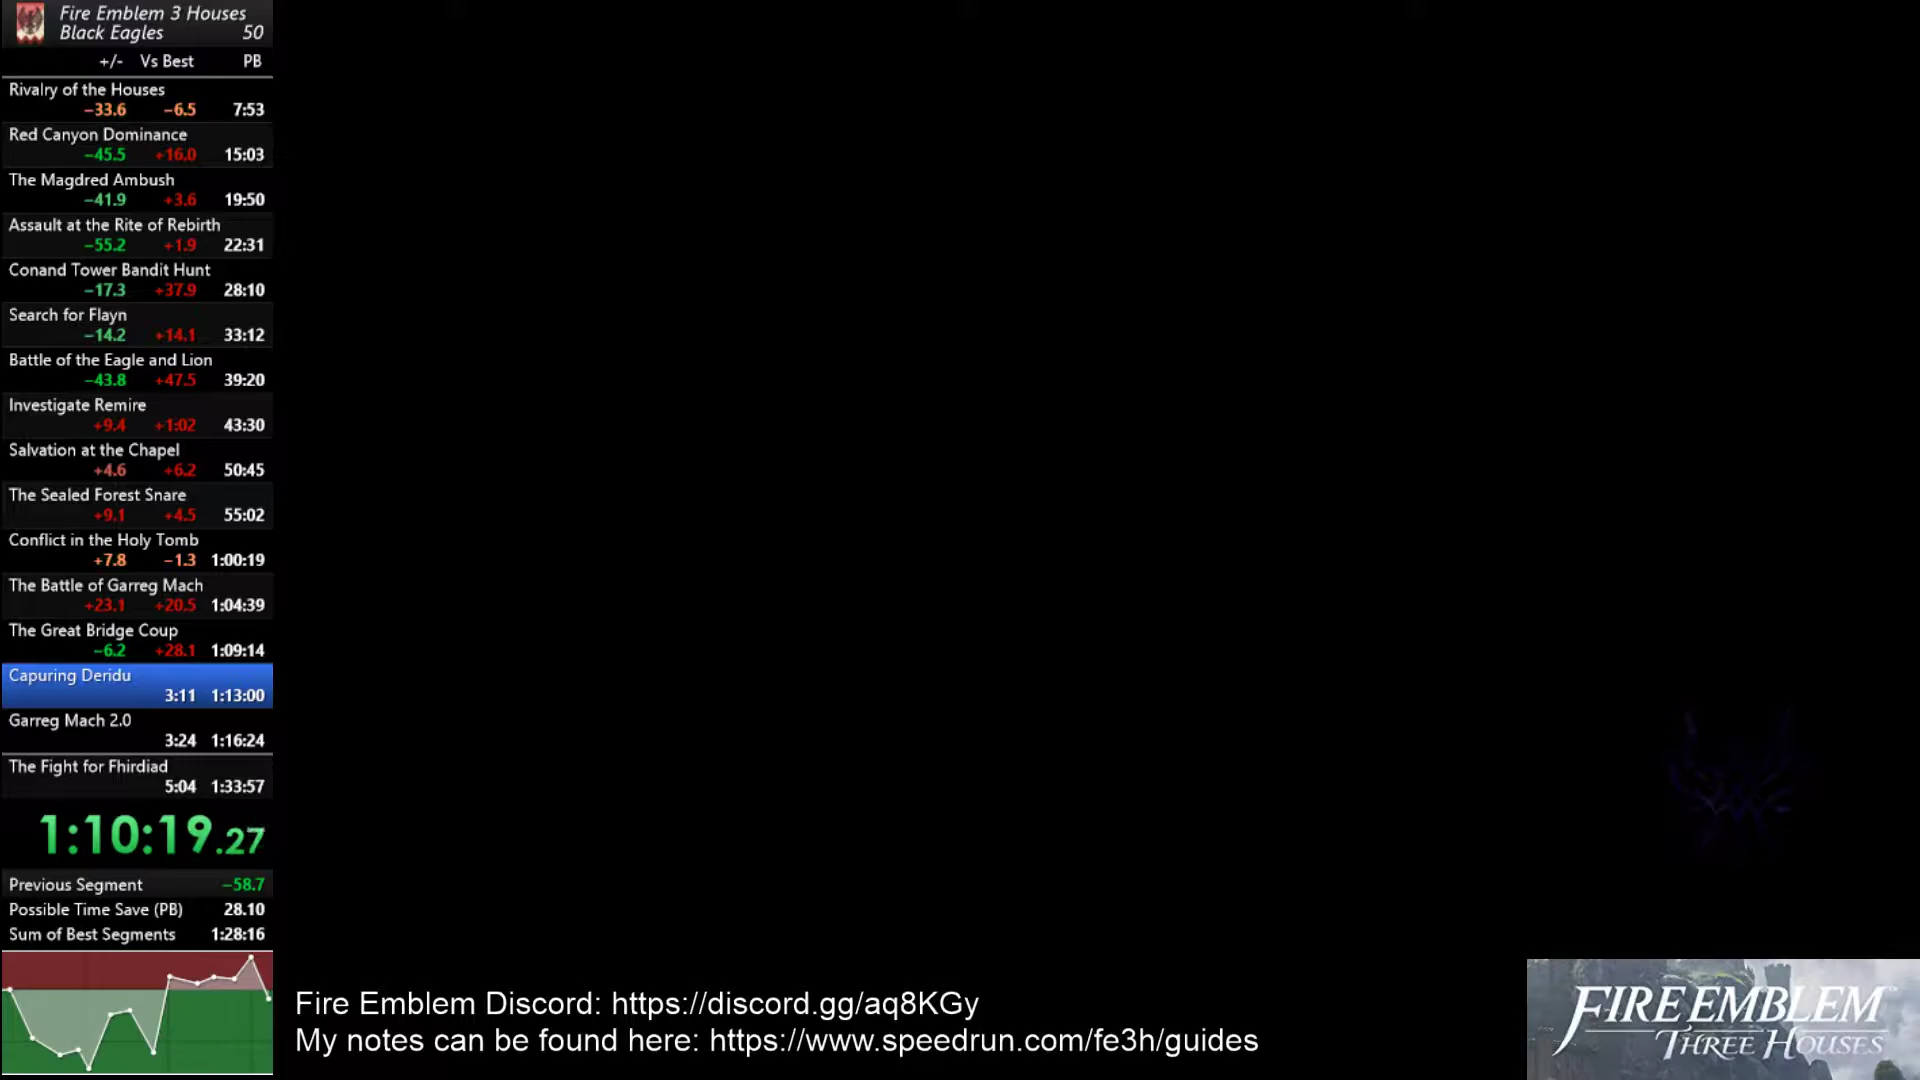 Fire Emblem 3 Houses
Black Eagles 50
+/- Vs Best PB
Rivalry of the Houses
−33.6 −6.5 7:53
Red Canyon Dominance
−45.5 +16.0 15:03
The Magdred Ambush
−41.9 +3.6 19:50
Assault at the Rite of Rebirth
−55.2 +1.9 22:31
Conand Tower Bandit Hunt
−17.3 +37.9 28:10
Search for Flayn
−14.2 +14.1 33:12
Battle of the Eagle and Lion
−43.8 +47.5 39:20
Investigate Remire
+9.4 +1:02 43:30
Salvation at the Chapel
+4.6 +6.2 50:45
The Sealed Forest Snare
+9.1 +4.5 55:02
Conflict in the Holy Tomb
+7.8 −1.3 1:00:19
The Battle of Garreg Mach
+23.1 +20.5 1:04:39
The Great Bridge Coup
−6.2 +28.1 1:09:14
Capuring Deridu
3:11 1:13:00
Garreg Mach 2.0
3:24 1:16:24
The Fight for Fhirdiad
5:04 1:33:57
1:10:19.27
Previous Segment −58.7
Possible Time Save (PB) 28.10
Sum of Best Segments 1:28:16
Fire Emblem Discord: https://discord.gg/aq8KGy
My notes can be found here: https://www.speedrun.com/fe3h/guides
FIRE EMBLEM
THREE HOUSES